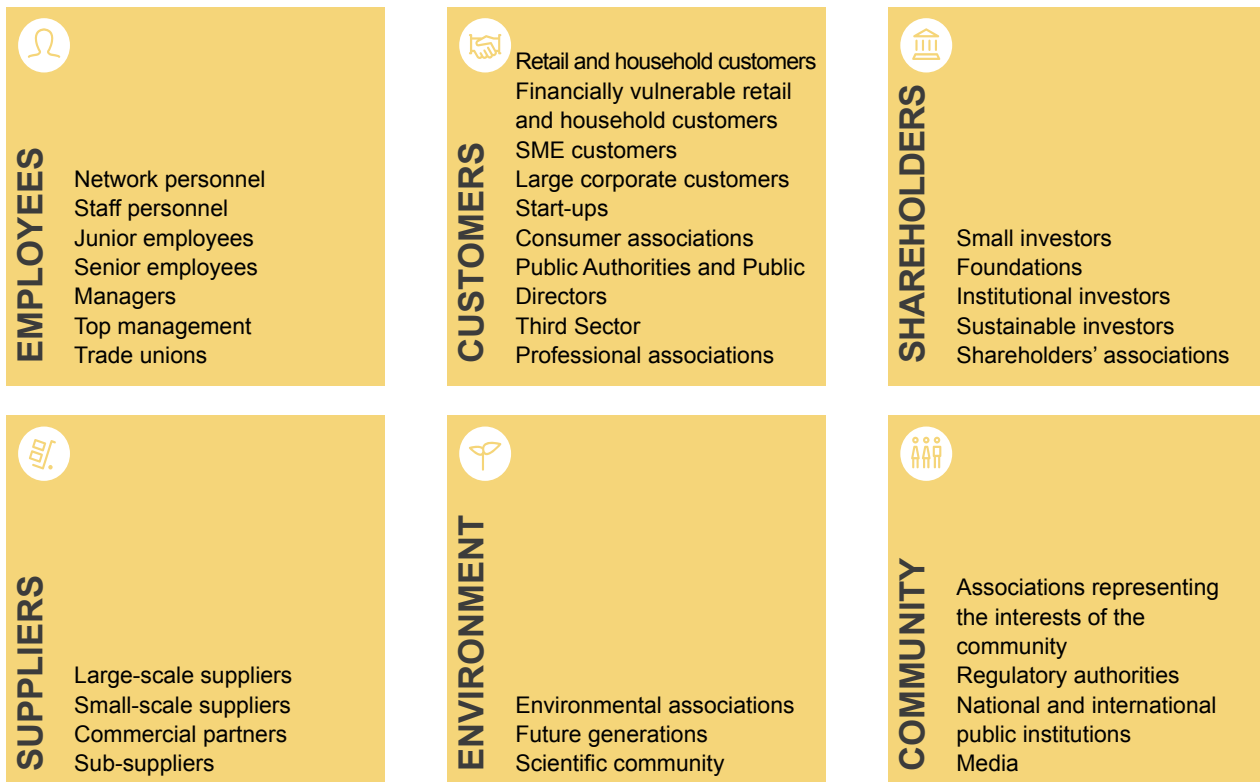 EMPLOYEES
Network personnel
Staff personnel
Junior employees
Senior employees
Managers
Top management
Trade unions
CUSTOMERS
Retail and household customers
Financially vulnerable retail
and household customers
SME customers
Large corporate customers
Start-ups
Consumer associations
Public Authorities and Public
Directors
Third Sector
Professional associations
SHAREHOLDERS
Small investors
Foundations
Institutional investors
Sustainable investors
Shareholders’ associations
SUPPLIERS
Large-scale suppliers
Small-scale suppliers
Commercial partners
Sub-suppliers
ENVIRONMENT
Environmental associations
Future generations
Scientific community
COMMUNITY
Associations representing
the interests of the
community
Regulatory authorities
National and international
public institutions
Media